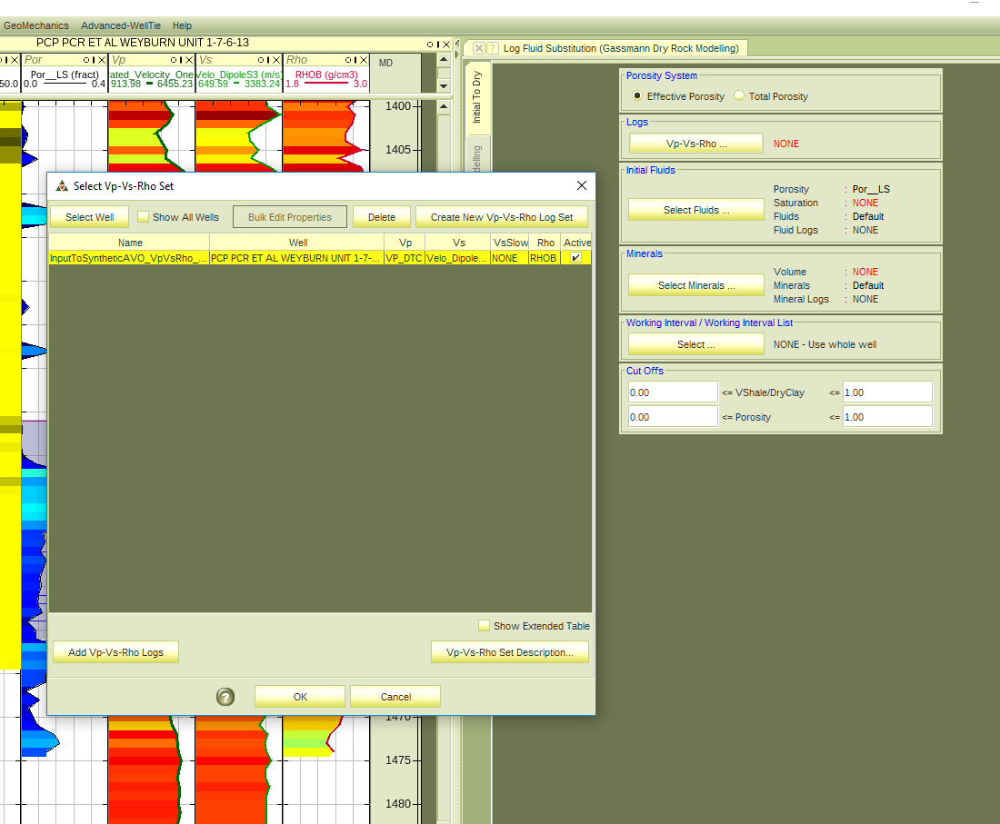 GeoMechanics Advanced-WellTie Help
PCP PCR ET AL WEYBURN UNIT 1-7-6-13
Log Fluid Substitution (Gassmann Dry Rock Modelling)
Por Vp Vs Rho MD
Por__LS (fract) ated_Velocity_One Velo_DipoleS3 (m/s) RHOB (g/cm3)
50.0 0.0 0.4 913.98 6455.23 649.59 3383.24 1.8 3.0
1400
1405
Initial To Dry
delling
Porosity System
Effective Porosity Total Porosity
Logs
Vp-Vs-Rho ... NONE
Initial Fluids
Select Fluids ...
Porosity : Por__LS
Saturation : NONE
Fluids : Default
Fluid Logs : NONE
Minerals
Select Minerals ...
Volume : NONE
Minerals : Default
Mineral Logs : NONE
Working Interval / Working Interval List
Select ... NONE - Use whole well
Cut Offs
0.00 <= VShale/DryClay <= 1.00
0.00 <= Porosity <= 1.00
Select Vp-Vs-Rho Set
Select Well Show All Wells Bulk Edit Properties Delete Create New Vp-Vs-Rho Log Set
Name Well Vp Vs VsSlow Rho Active
InputToSyntheticAVO_VpVsRho_... PCP PCR ET AL WEYBURN UNIT 1-7-... VP_DTC Velo_Dipole... NONE RHOB
Show Extended Table
Add Vp-Vs-Rho Logs Vp-Vs-Rho Set Description...
? OK Cancel
1470
1475
1480